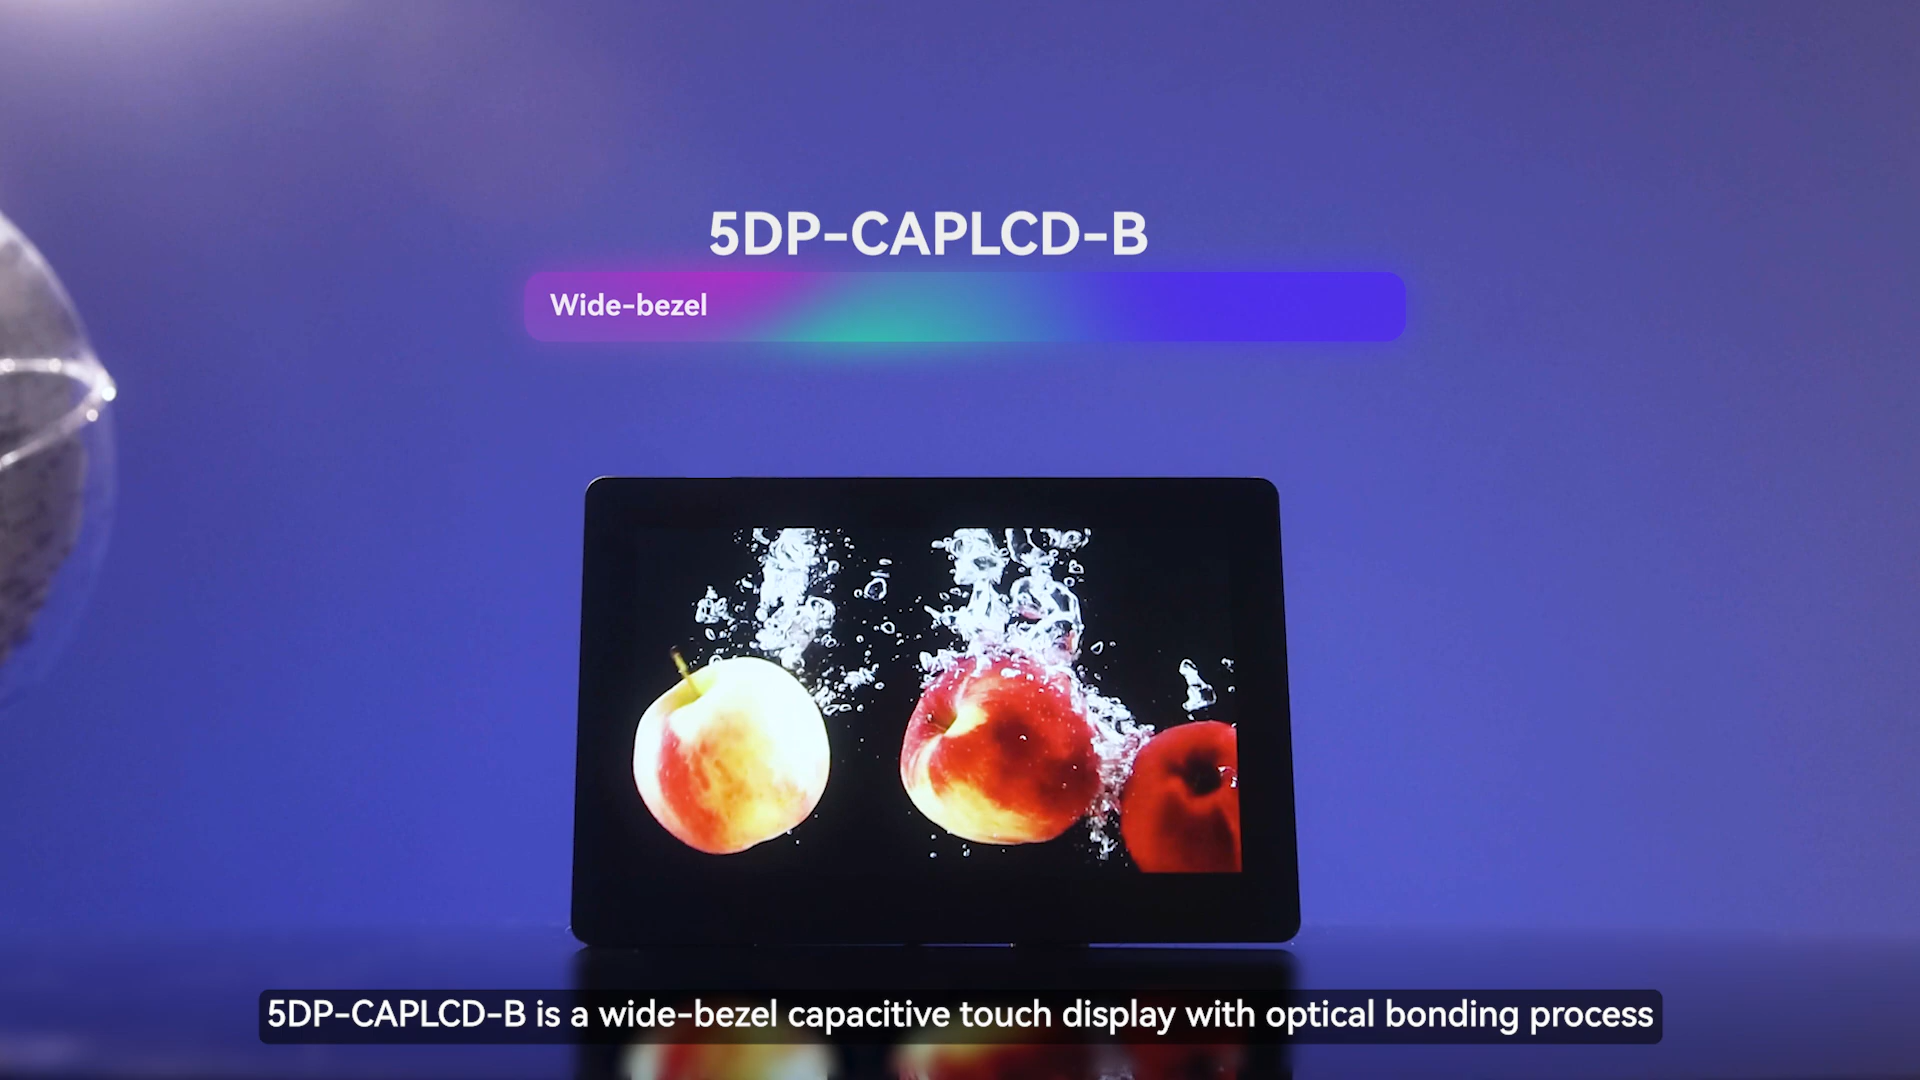 5DP-CAPLCD-B
Wide-bezel
5DP-CAPLCD-B is a wide-bezel capacitive touch display with optical bonding process